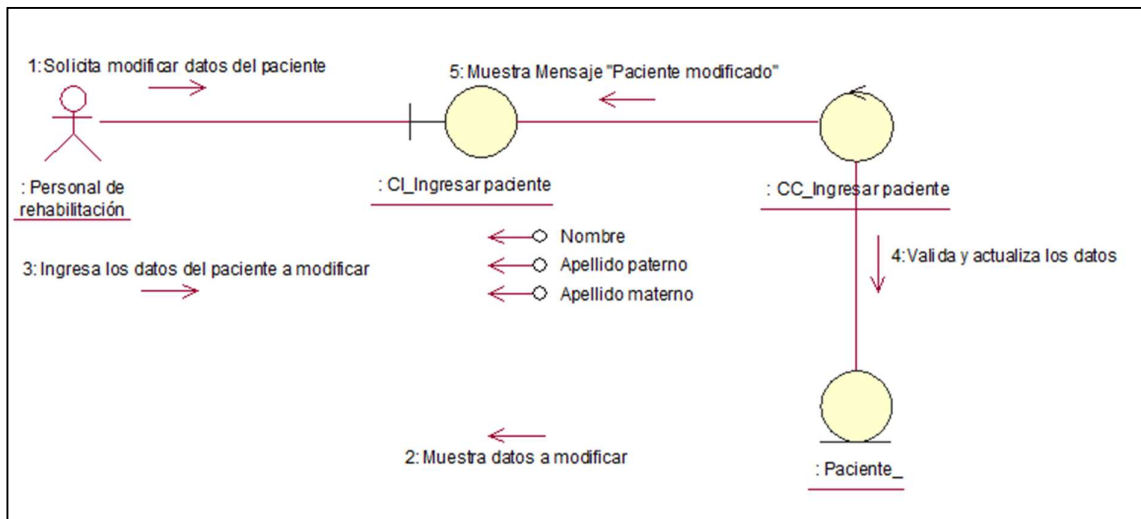 1:Solicita modificar datos del paciente
5: Muestra Mensaje "Paciente modificado"
: Personal de
rehabilitación
: CI_Ingresar paciente
: CC_Ingresar paciente
Nombre
Apellido paterno
Apellido materno
3: Ingresa los datos del paciente a modificar
4:Valida y actualiza los datos
2: Muestra datos a modificar
: Paciente_